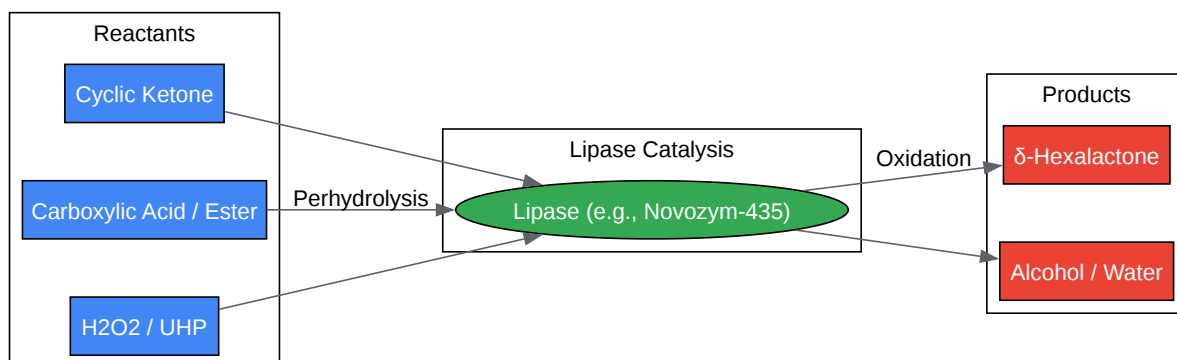 Reactants
Cyclic Ketone
Carboxylic Acid / Ester
H2O2 / UHP
Perhydrolysis
Lipase Catalysis
Lipase (e.g., Novozym-435)
Oxidation
Products
δ-Hexalactone
Alcohol / Water